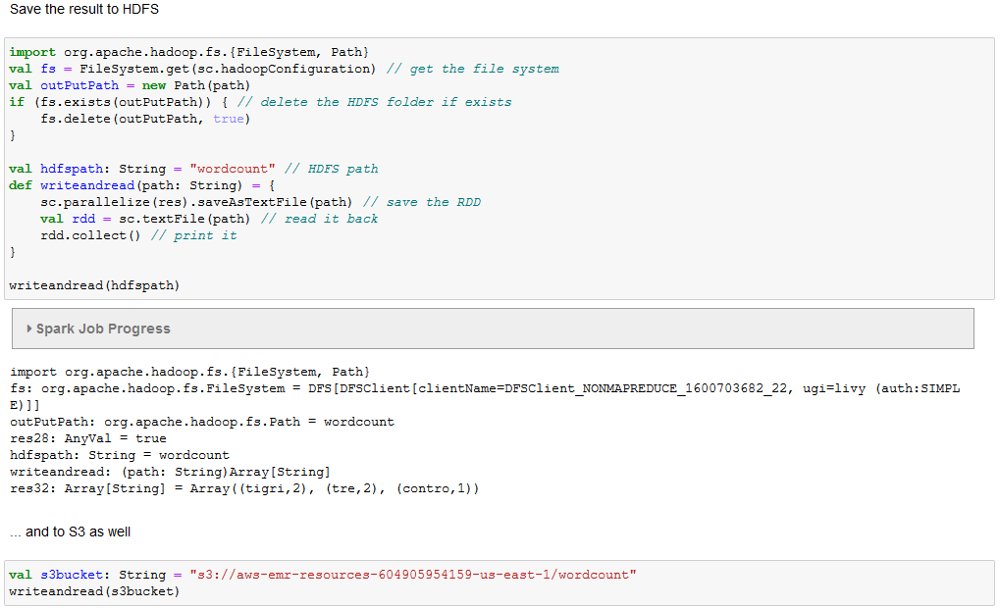 Save the result to HDFS
import org.apache.hadoop.fs.{FileSystem, Path}
val fs = FileSystem.get(sc.hadoopConfiguration) // get the file system
val outPutPath = new Path(path)
if (fs.exists(outPutPath)) { // delete the HDFS folder if exists
    fs.delete(outPutPath, true)
}
val hdfspath: String = "wordcount" // HDFS path
def writeandread(path: String) = {
    sc.parallelize(res).saveAsTextFile(path) // save the RDD
    val rdd = sc.textFile(path) // read it back
    rdd.collect() // print it
}
writeandread(hdfspath)
Spark Job Progress
import org.apache.hadoop.fs.{FileSystem, Path}
fs: org.apache.hadoop.fs.FileSystem = DFS[DFSClient[clientName=DFSClient_NONMAPREDUCE_1600703682_22, ugi=livy (auth:SIMPL
E)]]
outPutPath: org.apache.hadoop.fs.Path = wordcount
res28: AnyVal = true
hdfspath: String = wordcount
writeandread: (path: String)Array[String]
res32: Array[String] = Array((tigri,2), (tre,2), (contro,1))
... and to S3 as well
val s3bucket: String = "s3://aws-emr-resources-604905954159-us-east-1/wordcount"
writeandread(s3bucket)